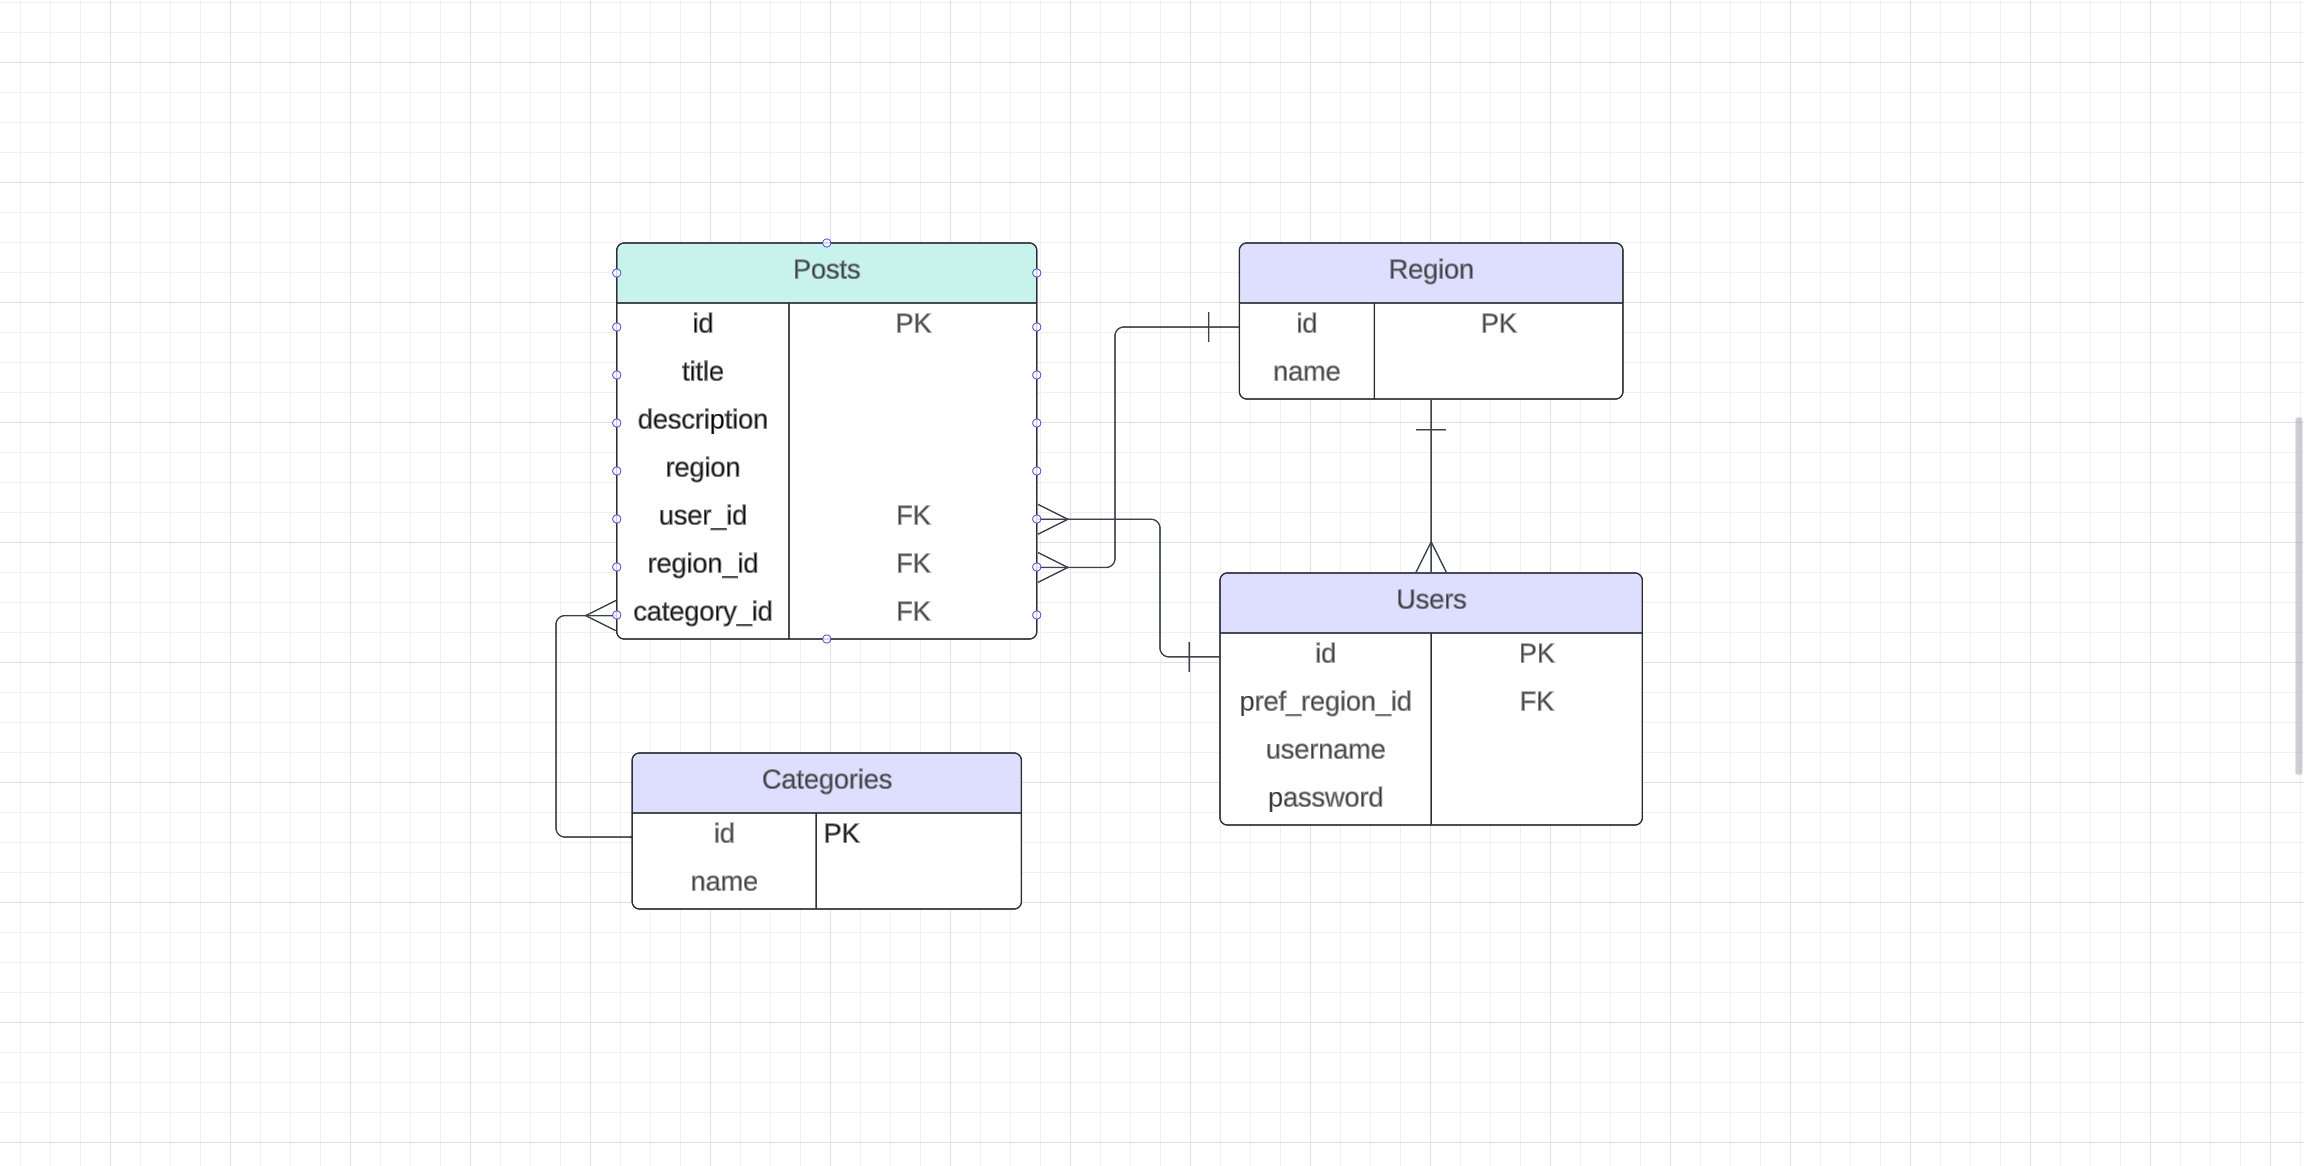 Posts
id PK
title
description
region
user_id FK
region_id FK
category_id FK
Region
id PK
name
Users
id PK
pref_region_id FK
username
password
Categories
id PK
name